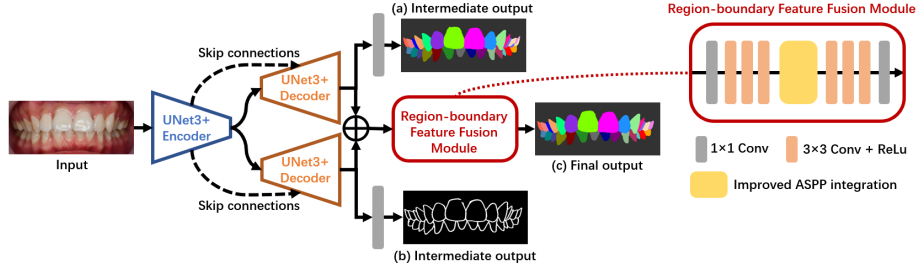 (a) Intermediate output
Region-boundary Feature Fusion Module
Skip connections
UNet3+
Decoder
UNet3+
Encoder
Input
Region-boundary
Feature Fusion
Module
(c) Final output
1×1 Conv
3×3 Conv + ReLu
Improved ASPP integration
UNet3+
Decoder
Skip connections
(b) Intermediate output